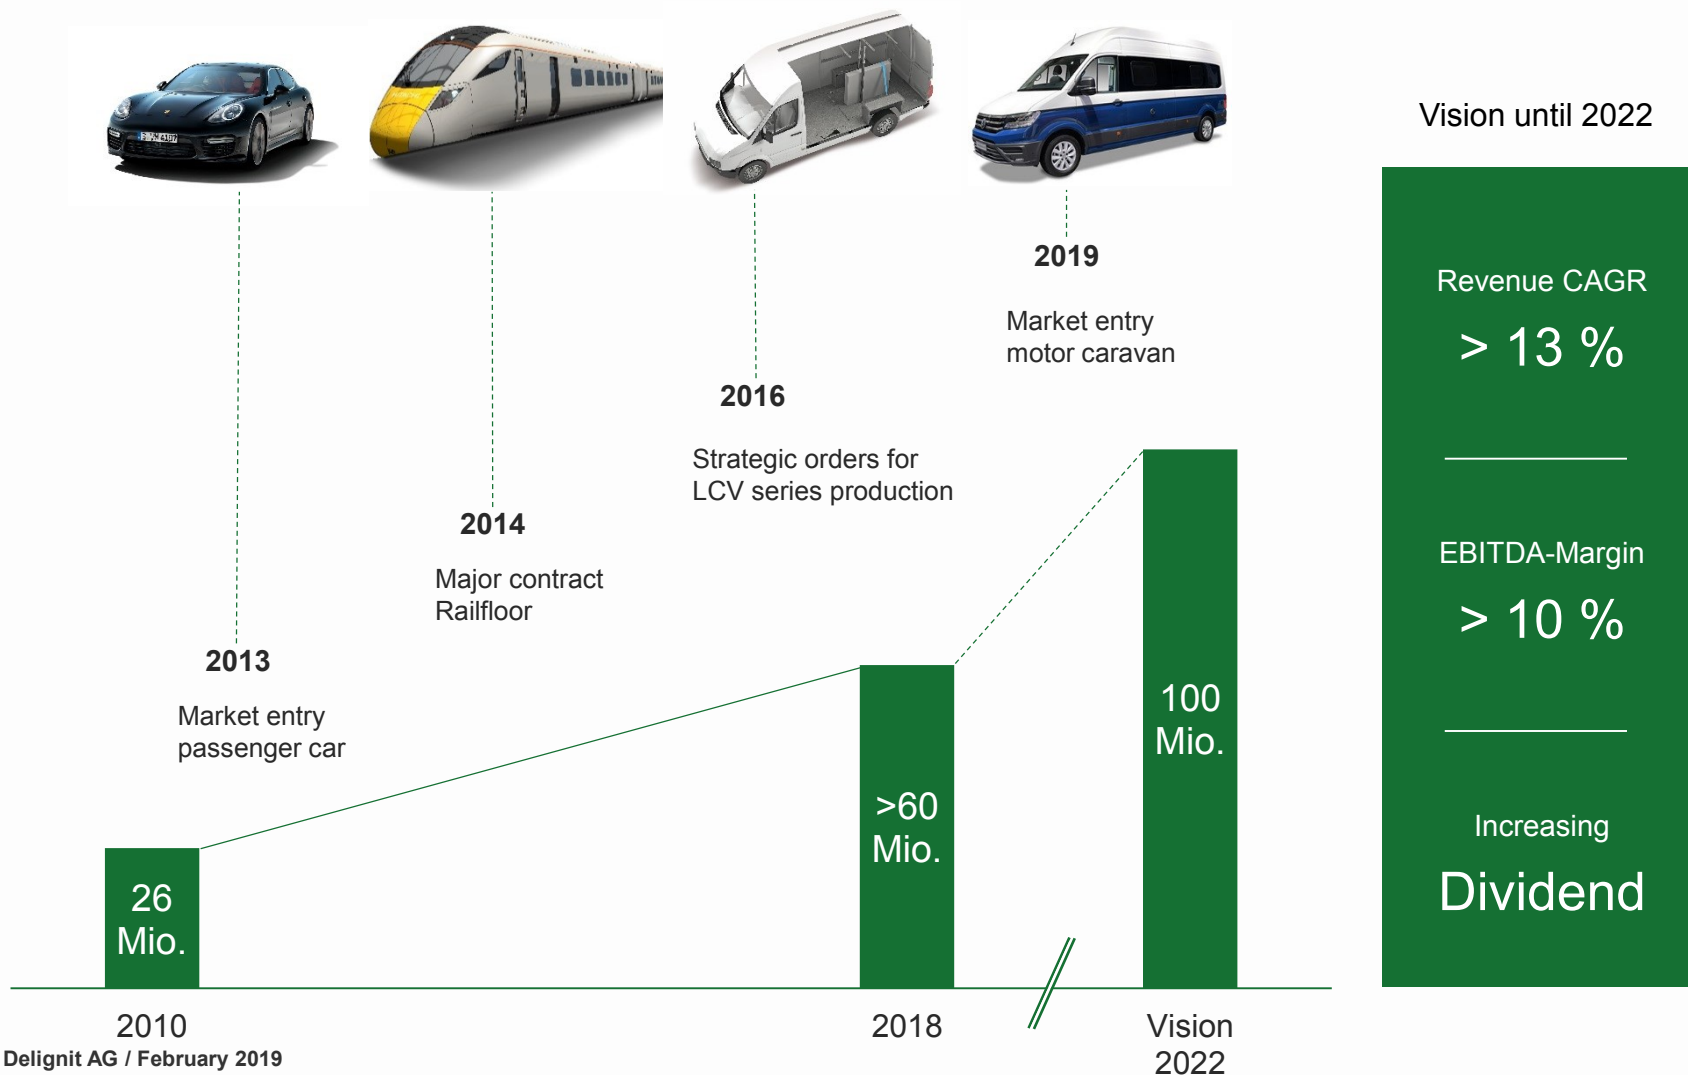 Vision until 2022
2019
Market entry
motor caravan
2016
Strategic orders for
LCV series production
2014
Major contract
Railfloor
2013
Market entry
passenger car
26
Mio.
>60
Mio.
100
Mio.
2010
2018
Vision
2022
Revenue CAGR
> 13 %
EBITDA-Margin
> 10 %
Increasing
Dividend
Delignit AG / February 2019